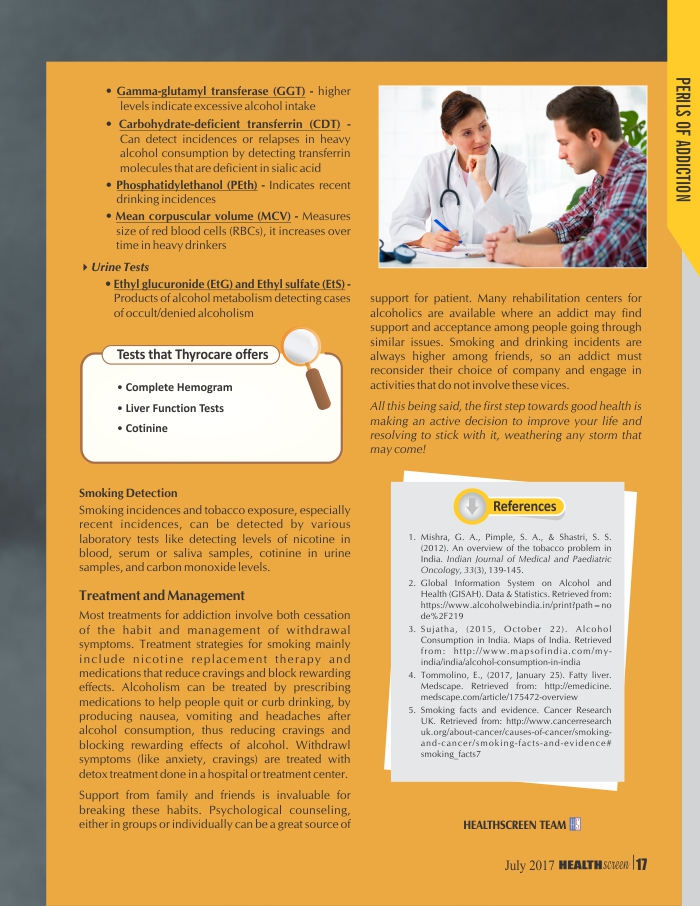 PERILS OF ADDICTION
• Gamma-glutamyl transferase (GGT) - higher
levels indicate excessive alcohol intake
• Carbohydrate-deficient transferrin (CDT) -
Can detect incidences or relapses in heavy
alcohol consumption by detecting transferrin
molecules that are deficient in sialic acid
• Phosphatidylethanol (PEth) - Indicates recent
drinking incidences
• Mean corpuscular volume (MCV) - Measures
size of red blood cells (RBCs), it increases over
time in heavy drinkers
Urine Tests
• Ethyl glucuronide (EtG) and Ethyl sulfate (EtS) -
Products of alcohol metabolism detecting cases
of occult/denied alcoholism
Tests that Thyrocare offers
• Complete Hemogram
• Liver Function Tests
• Cotinine
Smoking Detection
Smoking incidences and tobacco exposure, especially
recent incidences, can be detected by various
laboratory tests like detecting levels of nicotine in
blood, serum or saliva samples, cotinine in urine
samples, and carbon monoxide levels.
Treatment and Management
Most treatments for addiction involve both cessation
of the habit and management of withdrawal
symptoms. Treatment strategies for smoking mainly
include nicotine replacement therapy and
medications that reduce cravings and block rewarding
effects. Alcoholism can be treated by prescribing
medications to help people quit or curb drinking, by
producing nausea, vomiting and headaches after
alcohol consumption, thus reducing cravings and
blocking rewarding effects of alcohol. Withdrawl
symptoms (like anxiety, cravings) are treated with
detox treatment done in a hospital or treatment center.
Support from family and friends is invaluable for
breaking these habits. Psychological counseling,
either in groups or individually can be a great source of
support for patient. Many rehabilitation centers for
alcoholics are available where an addict may find
support and acceptance among people going through
similar issues. Smoking and drinking incidents are
always higher among friends, so an addict must
reconsider their choice of company and engage in
activities that do not involve these vices.
All this being said, the first step towards good health is
making an active decision to improve your life and
resolving to stick with it, weathering any storm that
may come!
References
1. Mishra, G. A., Pimple, S. A., & Shastri, S. S.
(2012). An overview of the tobacco problem in
India. Indian Journal of Medical and Paediatric
Oncology, 33(3), 139-145.
2. Global Information System on Alcohol and
Health (GISAH). Data & Statistics. Retrieved from:
https://www.alcoholwebindia.in/print?path=no
de%2F219
3. Sujatha, (2015, October 22). Alcohol
Consumption in India. Maps of India. Retrieved
from: http://www.mapsofindia.com/my-
india/india/alcohol-consumption-in-india
4. Tommolino, E., (2017, January 25). Fatty liver.
Medscape. Retrieved from: http://emedicine.
medscape.com/article/175472-overview
5. Smoking facts and evidence. Cancer Research
UK. Retrieved from: http://www.cancerresearch
uk.org/about-cancer/causes-of-cancer/smoking-
and-cancer/smoking-facts-and-evidence#
smoking_facts7
HEALTHSCREEN TEAM
July 2017 HEALTHscreen 17